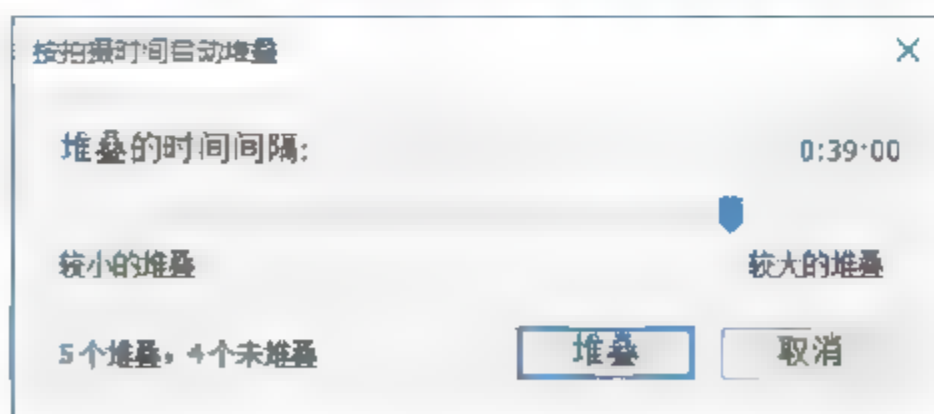 按拍摄时间自动堆叠
堆叠的时间间隔: 0:39:00
较小的堆叠 较大的堆叠
5 个堆叠，4 个未堆叠 堆叠 取消